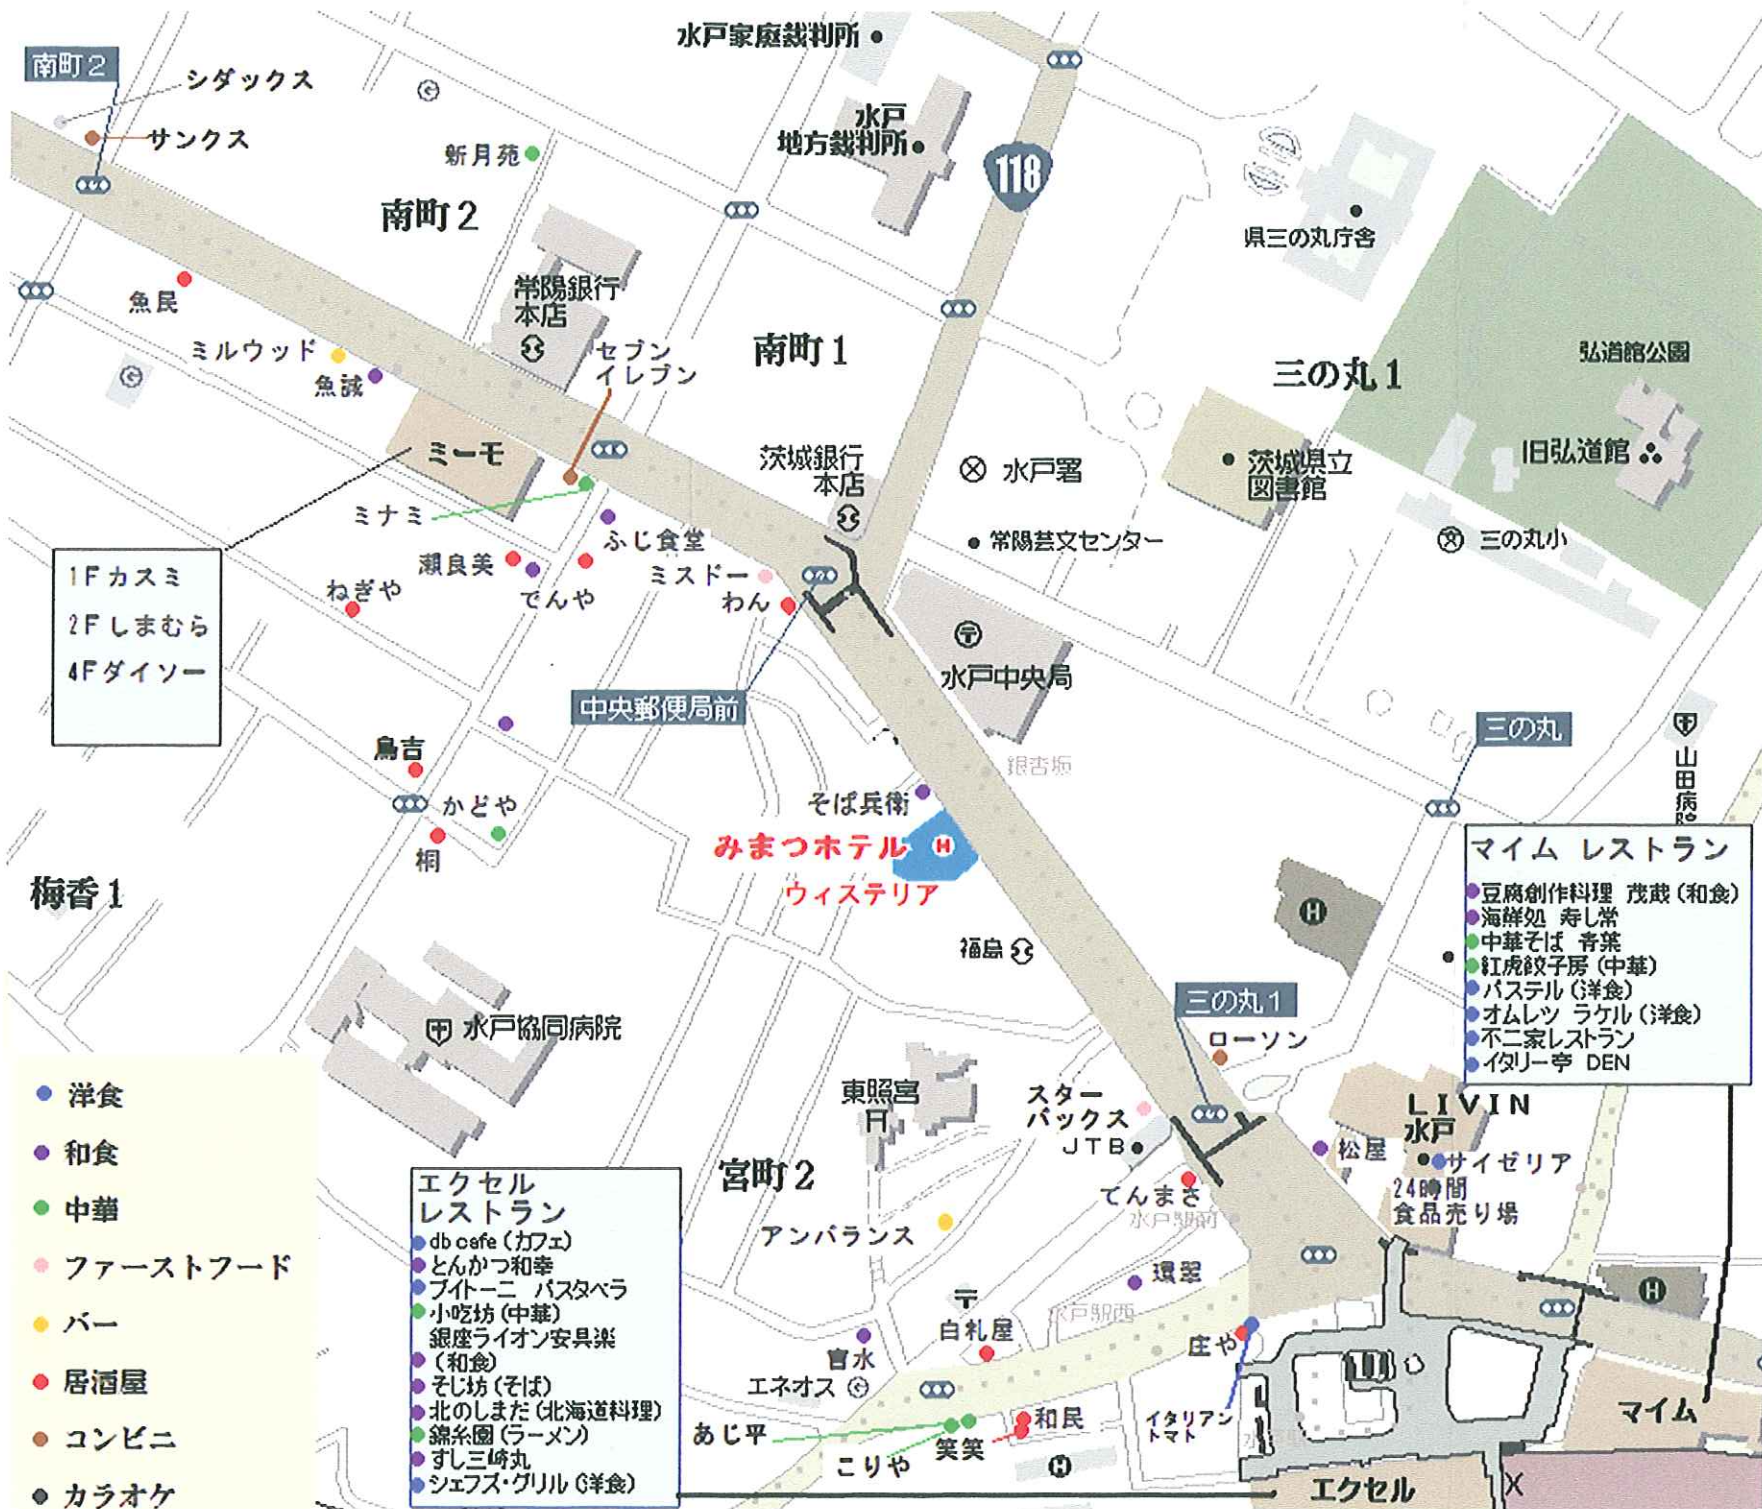 水戸家庭裁判所
南町2
シダックス
サンクス
新月苑
水戸
地方裁判所
118
南町2
県三の丸庁舎
魚民
常陽銀行
本店
セブン
イレブン
南町1
三の丸1
弘道館公園
ミルウッド
魚誠
ミーモ
茨城銀行
本店
水戸署
茨城県立
図書館
旧弘道館
ミナミ
ふじ食堂
常陽芸文センター
三の丸小
瀬良美
でんや
ミスドー
わん
ねぎや
1Fカスミ
2Fしまむら
4Fダイソー
水戸中央局
中央郵便局前
三の丸
鳥吉
銀杏坂
山田病院
かどや
桐
そば兵衛
みまつホテル
H
ウィステリア
梅香1
H
マイム レストラン
豆腐創作料理 茂蔵(和食)
海鮮処 寿し常
中華そば 青葉
紅虎餃子房(中華)
パステル(洋食)
オムレツ ラケル(洋食)
不二家レストラン
イタリー亭 DEN
福島
三の丸1
ローソン
水戸協同病院
東照宮
スター
バックス
JTB
LIVIN
水戸
松屋
サイゼリア
24時間
食品売り場
てんまさ
水戸駅前
宮町2
アンバランス
環翠
水戸駅西
白札屋
庄や
エネオス
あじ平
こりや
笑笑
和民
イタリアン
トマト
H
H
マイム
エクセル
洋食
和食
中華
ファーストフード
バー
居酒屋
コンビニ
カラオケ
エクセル
レストラン
db cafe(カフェ)
とんかつ和幸
ブイトーニ パスタベラ
小吃坊(中華)
銀座ライオン安具楽
(和食)
そじ坊(そば)
北のしまだ(北海道料理)
錦糸園(ラーメン)
すし三崎丸
シェフズ・グリル(洋食)